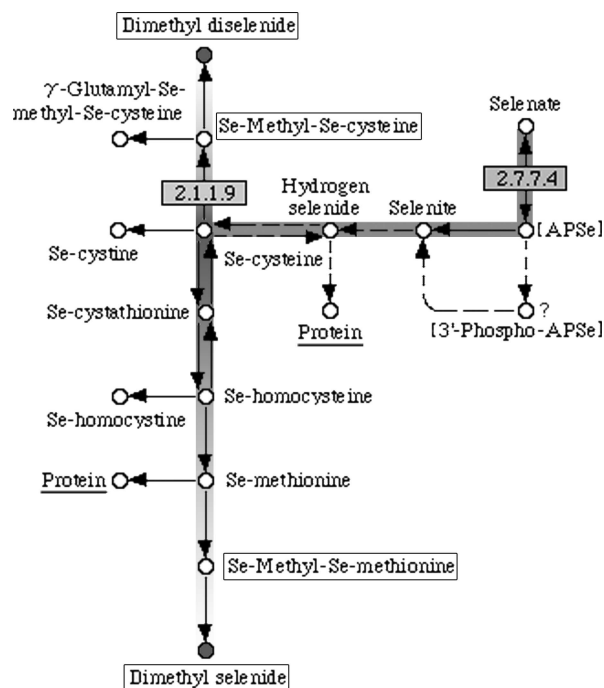 Dimethyl diselenide
γ-Glutamyl-Se-
methyl-Se-cysteine
Se-Methyl-Se-cysteine
Selenate
2.1.1.9
2.7.7.4
Hydrogen
selenide
Selenite
[APSe]
Se-cystine
Se-cysteine
?
Se-cystathionine
Protein
[3'-Phospho-APSe]
Se-homocysteine
Se-homocystine
Protein
Se-methionine
Se-Methyl-Se-methionine
Dimethyl selenide